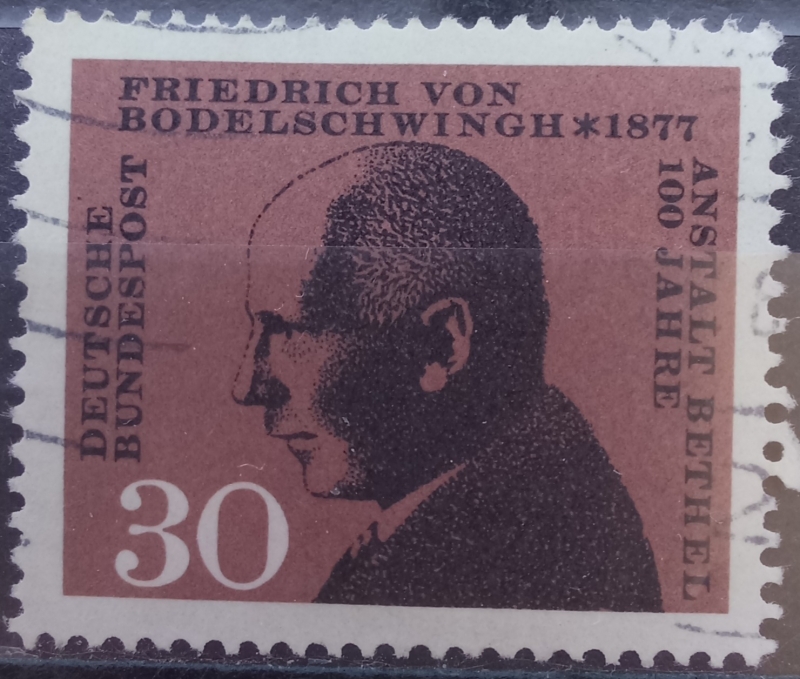 FRIEDRICH VON
BODELSCHWINGH*1877
DEUTSCHE
BUNDESPOST
ANSTALT BETHEL
100 JAHRE
30